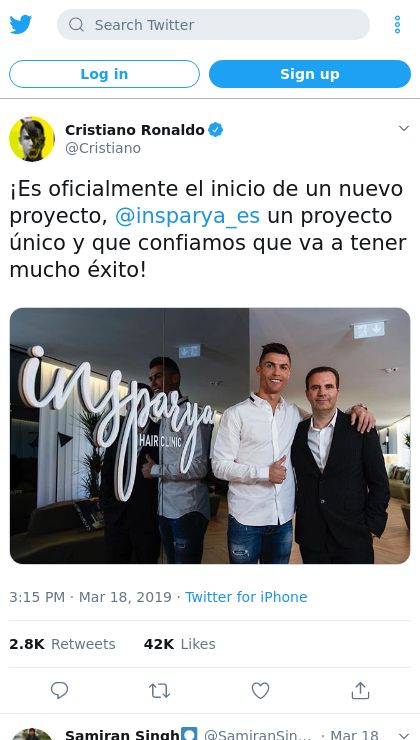 Search Twitter
Log in
Sign up
Cristiano Ronaldo
@Cristiano
¡Es oficialmente el inicio de un nuevo
proyecto, @insparya_es un proyecto
único y que confiamos que va a tener
mucho éxito!
insparya
HAIR CLINIC
3:15 PM · Mar 18, 2019 · Twitter for iPhone
2.8K Retweets 42K Likes
Samiran Singh @SamiranSin... · Mar 18